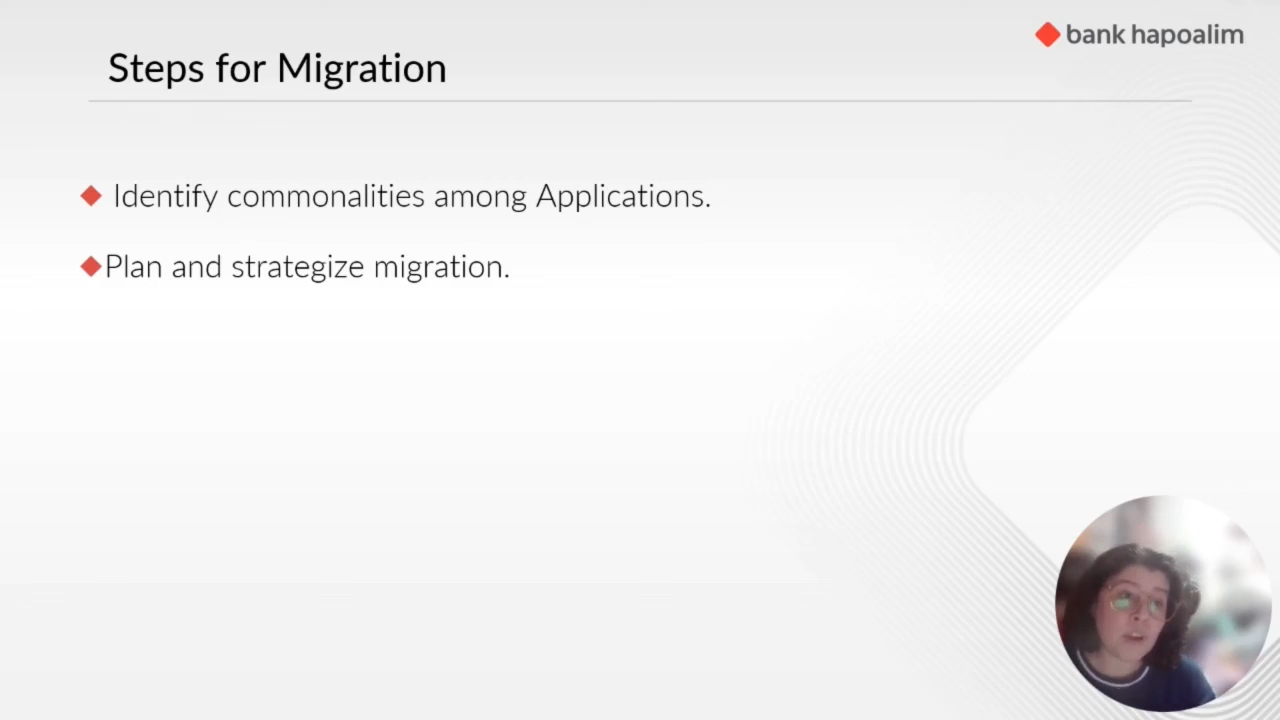 bank hapoalim
Steps for Migration
Identify commonalities among Applications.
Plan and strategize migration.